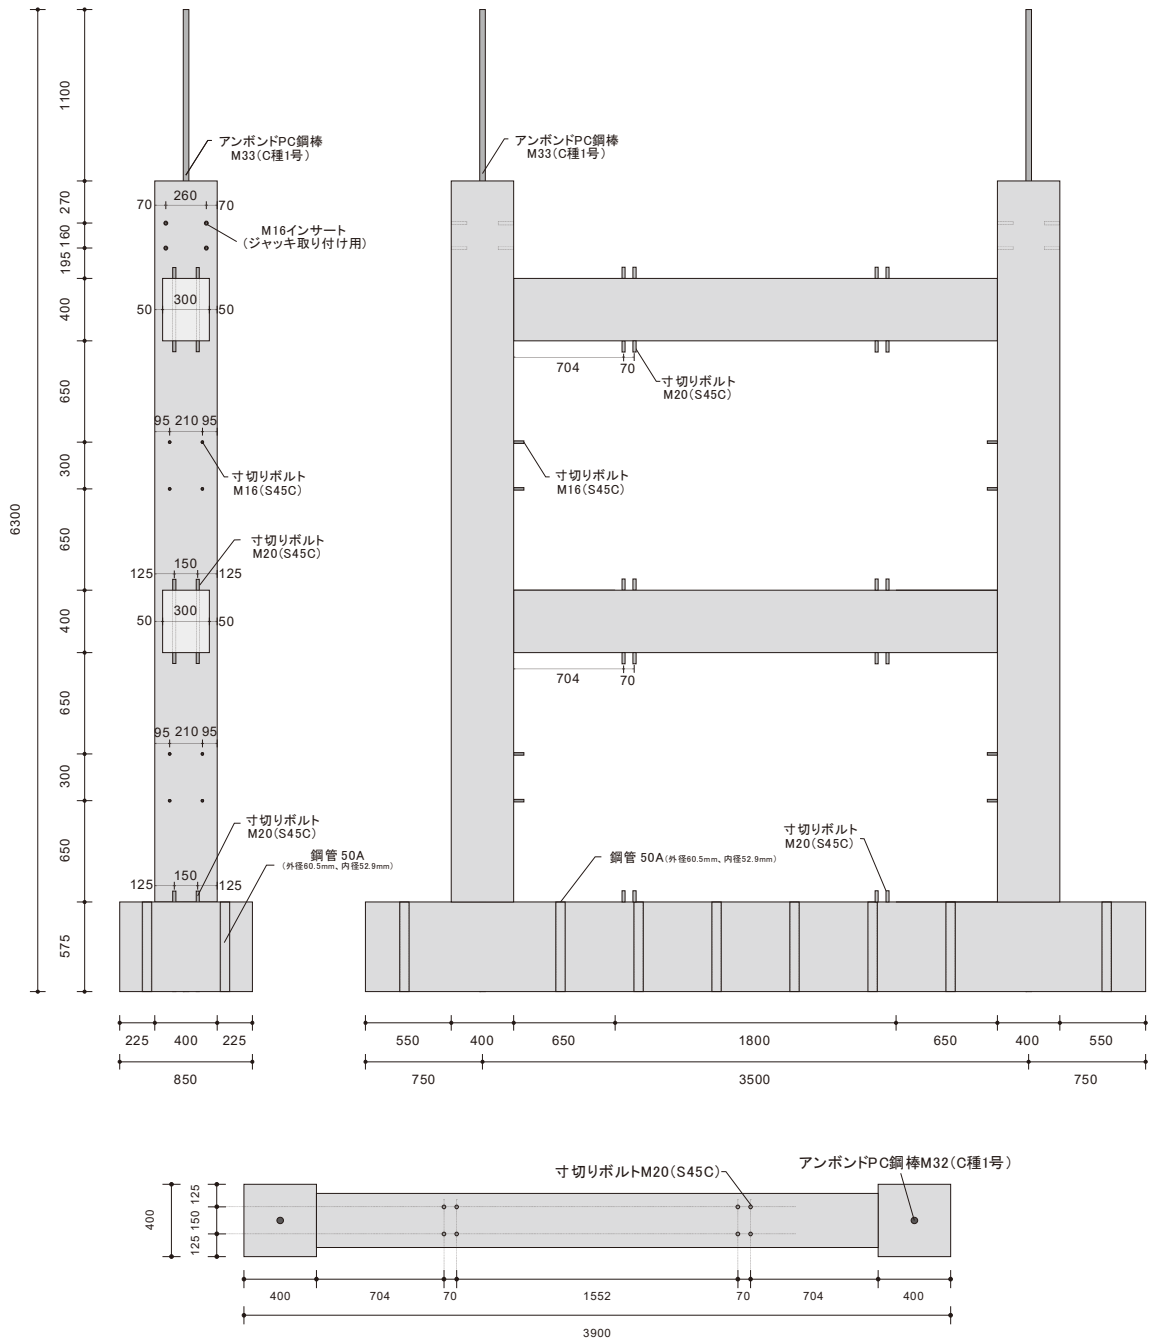 6300
1100
270
160
195
400
650
300
650
400
650
300
650
575
アンボンドPC鋼棒
M33(C種1号)
260
70
70
M16インサート
(ジャッキ取り付け用)
300
50
50
95 210 95
寸切りボルト
M16(S45C)
寸切りボルト
M20(S45C)
150
125
125
300
50
50
95 210 95
寸切りボルト
M20(S45C)
鋼管 50A
(外径60.5mm、内径52.9mm)
150
125
125
225 400 225
850
アンボンドPC鋼棒
M33(C種1号)
704 70
寸切りボルト
M20(S45C)
寸切りボルト
M16(S45C)
704 70
寸切りボルト
M20(S45C)
鋼管 50A(外径60.5mm、内径52.9mm)
550 400 650 1800 650 400 550
750 3500 750
寸切りボルトM20(S45C)
アンボンドPC鋼棒M32(C種1号)
400
125
150
125
400 704 70 1552 70 704 400
3900